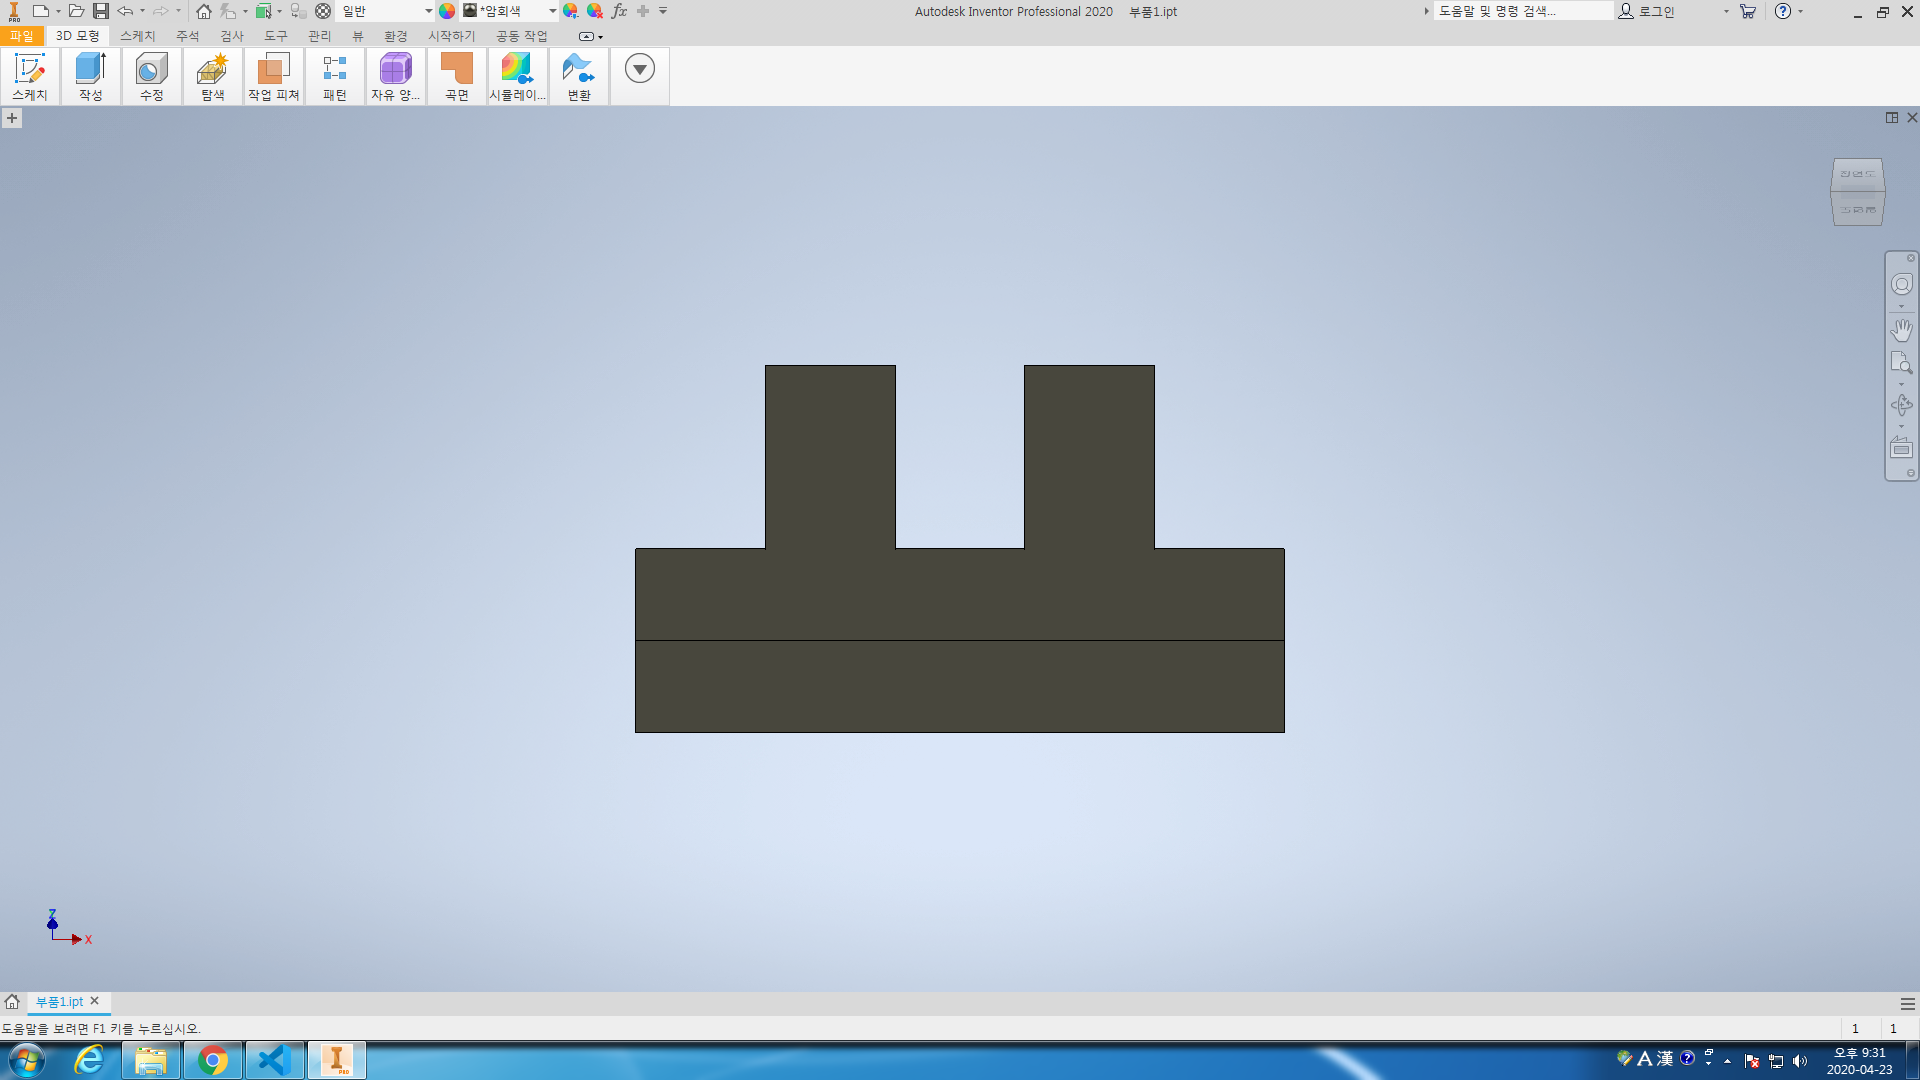 일반
*암회색
fx
Autodesk Inventor Professional 2020 부품1.ipt
도움말 및 명령 검색...
로그인
파일 3D 모형 스케치 주석 검사 도구 관리 뷰 환경 시작하기 공동 작업
스케치 작성 수정 탐색 작업 피쳐 패턴 자유 양... 곡면 시뮬레이... 변환
Z
X
부품1.ipt
도움말을 보려면 F1 키를 누르십시오.
1 1
A 漢
오후 9:31
2020-04-23